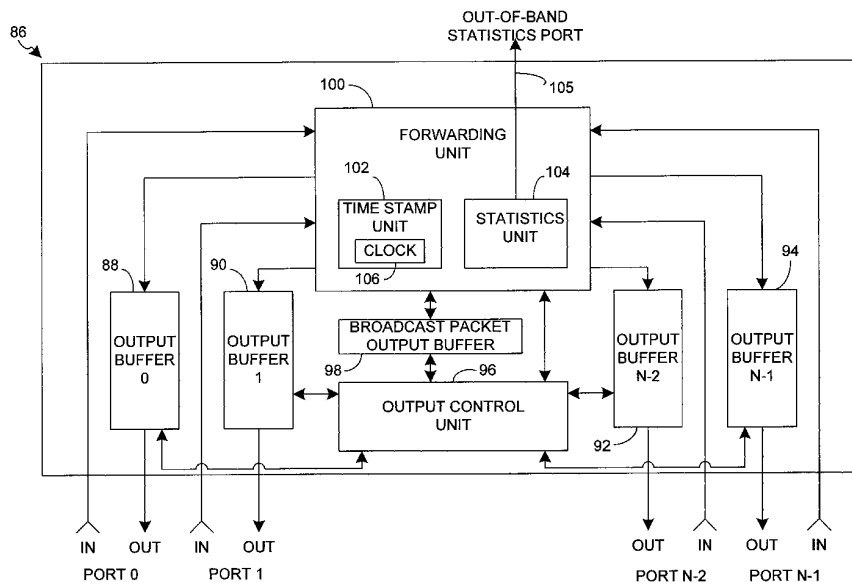 OUT-OF-BAND
STATISTICS PORT
86
105
100
FORWARDING
UNIT
102
104
TIME STAMP
UNIT
CLOCK
106
STATISTICS
UNIT
88
90
94
OUTPUT
BUFFER
0
OUTPUT
BUFFER
1
BROADCAST PACKET
OUTPUT BUFFER
98
96
OUTPUT CONTROL
UNIT
OUTPUT
BUFFER
N-2
92
OUTPUT
BUFFER
N-1
IN OUT IN OUT OUT IN OUT IN
PORT 0 PORT 1 PORT N-2 PORT N-1